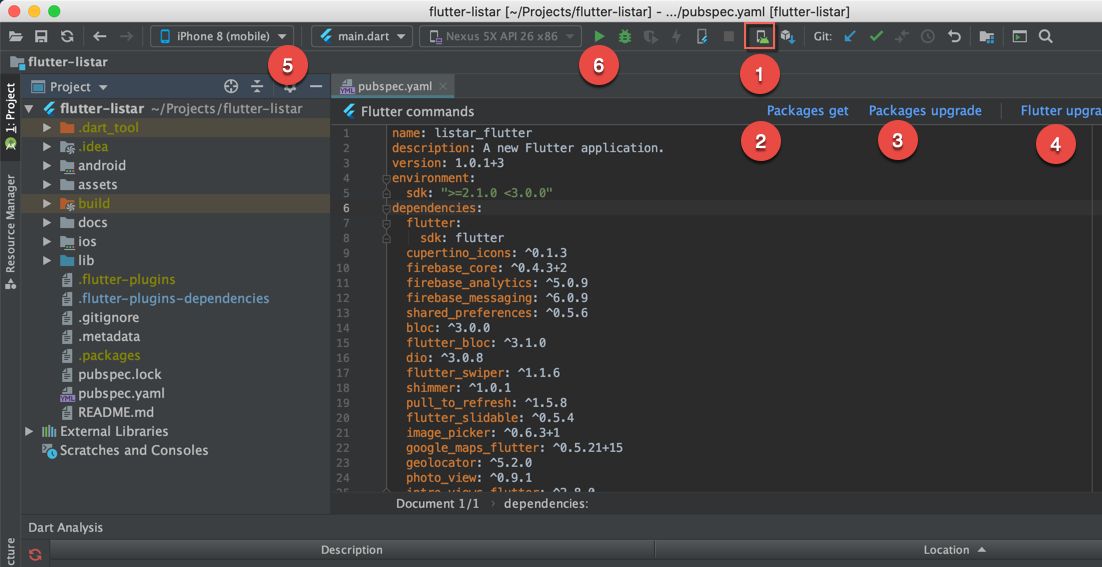 flutter-listar [~/Projects/flutter-listar] - .../pubspec.yaml [flutter-listar]
iPhone 8 (mobile)
main.dart
Nexus 5X API 26 x86
Git:
flutter-listar
5
6
1
1: Project
Project
pubspec.yaml
flutter-listar ~/Projects/flutter-listar
Flutter commands
Packages get
Packages upgrade
Flutter upgra
2
3
4
.dart_tool
.idea
android
assets
build
docs
ios
lib
.flutter-plugins
.flutter-plugins-dependencies
.gitignore
.metadata
.packages
pubspec.lock
pubspec.yaml
README.md
External Libraries
Scratches and Consoles
Resource Manager
1 name: listar_flutter
2 description: A new Flutter application.
3 version: 1.0.1+3
4 environment:
5 sdk: ">=2.1.0 <3.0.0"
6 dependencies:
7 flutter:
8 sdk: flutter
9 cupertino_icons: ^0.1.3
10 firebase_core: ^0.4.3+2
11 firebase_analytics: ^5.0.9
12 firebase_messaging: ^6.0.9
13 shared_preferences: ^0.5.6
14 bloc: ^3.0.0
15 flutter_bloc: ^3.1.0
16 dio: ^3.0.8
17 flutter_swiper: ^1.1.6
18 shimmer: ^1.0.1
19 pull_to_refresh: ^1.5.8
20 flutter_slidable: ^0.5.4
21 image_picker: ^0.6.3+1
22 google_maps_flutter: ^0.5.21+15
23 geolocator: ^5.2.0
24 photo_view: ^0.9.1
25 intro_views_flutter: ^2.8.0
Document 1/1 › dependencies:
Dart Analysis
Description
Location
cture